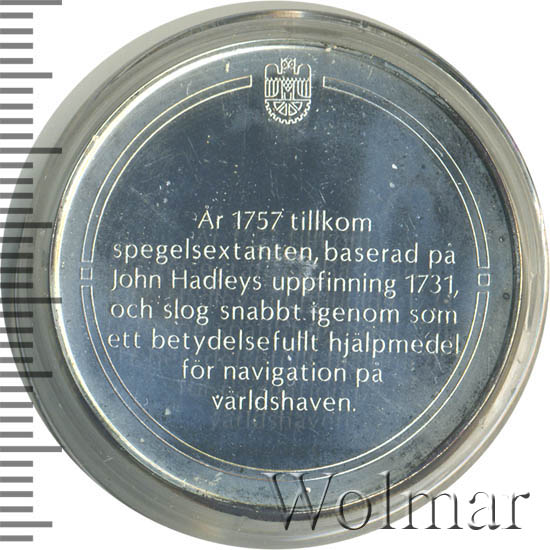 År 1757 tillkom
spegelsextanten, baserad på
John Hadleys uppfinning 1731,
och slog snabbt igenom som
ett betydelsefullt hjälpmedel
för navigation på
världshaven.
Wolmar